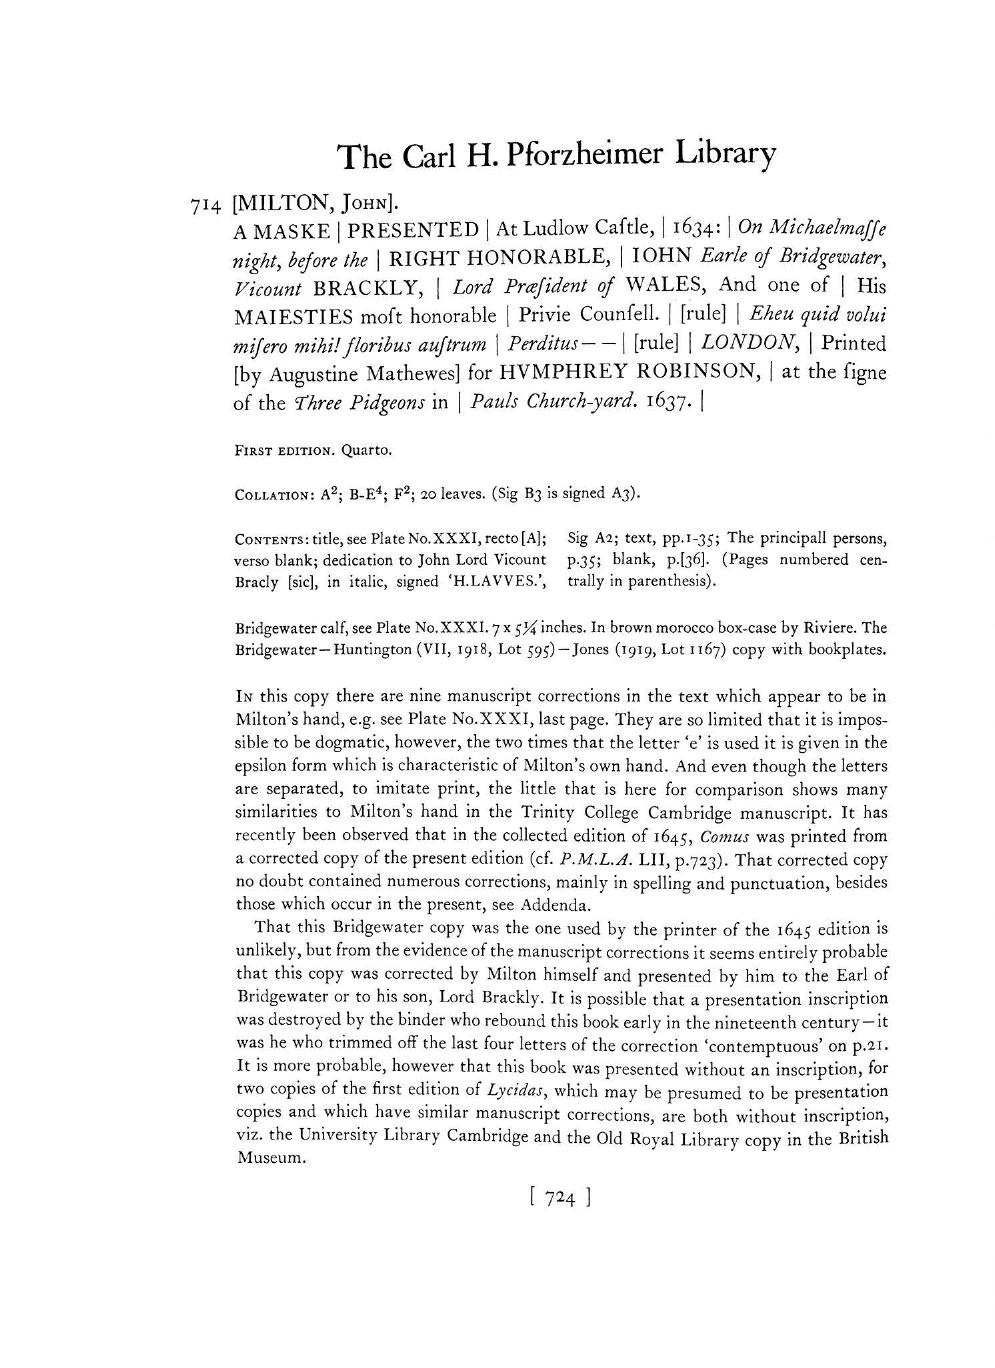 The Carl H. Pforzheimer Library
714 [MILTON, John].
A MASKE | PRESENTED | At Ludlow Caſtle, | 1634: | On Michaelmaſſe
night, before the | RIGHT HONORABLE, | IOHN Earle of Bridgewater,
Vicount BRACKLY, | Lord Præſident of WALES, And one of | His
MAIESTIES moſt honorable | Privie Counſell. | [rule] | Eheu quid volui
miſero mihi! floribus auſtrum | Perditus— — | [rule] | LONDON, | Printed
[by Augustine Mathewes] for HVMPHREY ROBINSON, | at the ſigne
of the Three Pidgeons in | Pauls Church-yard. 1637. |
First edition. Quarto.
Collation: A²; B-E⁴; F²; 20 leaves. (Sig B3 is signed A3).
Contents: title, see Plate No.XXXI, recto [A];
verso blank; dedication to John Lord Vicount
Bracly [sic], in italic, signed ‘H.LAVVES.’,
Sig A2; text, pp.1-35; The principall persons,
p.35; blank, p.[36]. (Pages numbered cen-
trally in parenthesis).
Bridgewater calf, see Plate No.XXXI. 7 x 5¼ inches. In brown morocco box-case by Riviere. The
Bridgewater—Huntington (VII, 1918, Lot 595)—Jones (1919, Lot 1167) copy with bookplates.
In this copy there are nine manuscript corrections in the text which appear to be in
Milton's hand, e.g. see Plate No.XXXI, last page. They are so limited that it is impos-
sible to be dogmatic, however, the two times that the letter ‘e’ is used it is given in the
epsilon form which is characteristic of Milton's own hand. And even though the letters
are separated, to imitate print, the little that is here for comparison shows many
similarities to Milton's hand in the Trinity College Cambridge manuscript. It has
recently been observed that in the collected edition of 1645, Comus was printed from
a corrected copy of the present edition (cf. P.M.L.A. LII, p.723). That corrected copy
no doubt contained numerous corrections, mainly in spelling and punctuation, besides
those which occur in the present, see Addenda.
That this Bridgewater copy was the one used by the printer of the 1645 edition is
unlikely, but from the evidence of the manuscript corrections it seems entirely probable
that this copy was corrected by Milton himself and presented by him to the Earl of
Bridgewater or to his son, Lord Brackly. It is possible that a presentation inscription
was destroyed by the binder who rebound this book early in the nineteenth century—it
was he who trimmed off the last four letters of the correction ‘contemptuous’ on p.21.
It is more probable, however that this book was presented without an inscription, for
two copies of the first edition of Lycidas, which may be presumed to be presentation
copies and which have similar manuscript corrections, are both without inscription,
viz. the University Library Cambridge and the Old Royal Library copy in the British
Museum.
[ 724 ]